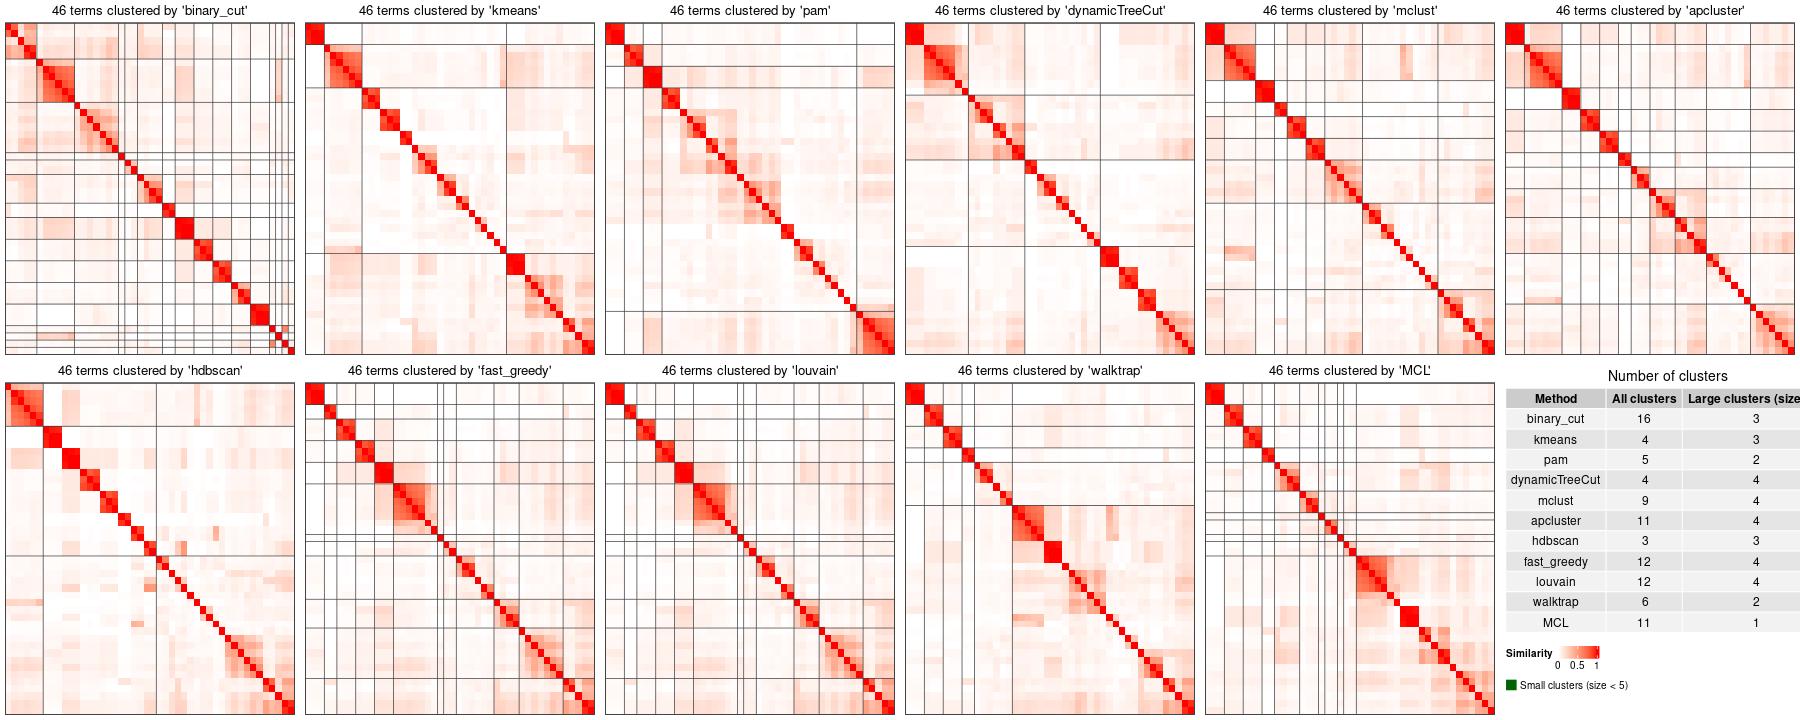 46 terms clustered by 'binary_cut'
46 terms clustered by 'kmeans'
46 terms clustered by 'pam'
46 terms clustered by 'dynamicTreeCut'
46 terms clustered by 'mclust'
46 terms clustered by 'apcluster'
46 terms clustered by 'hdbscan'
46 terms clustered by 'fast_greedy'
46 terms clustered by 'louvain'
46 terms clustered by 'walktrap'
46 terms clustered by 'MCL'
Number of clusters
Method All clusters Large clusters (size
binary_cut 16 3
kmeans 4 3
pam 5 2
dynamicTreeCut 4 4
mclust 9 4
apcluster 11 4
hdbscan 3 3
fast_greedy 12 4
louvain 12 4
walktrap 6 2
MCL 11 1
Similarity
0 0.5 1
Small clusters (size < 5)